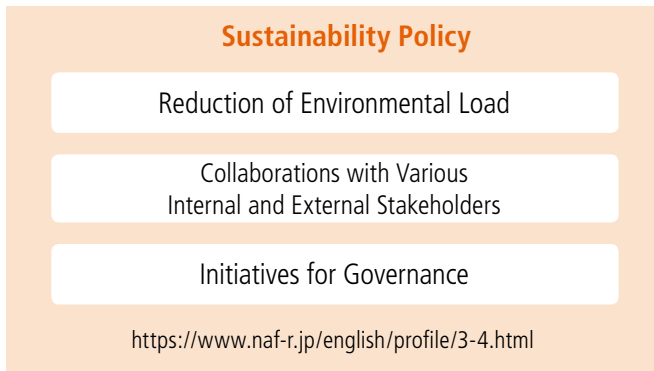 Sustainability Policy
Reduction of Environmental Load
Collaborations with Various
Internal and External Stakeholders
Initiatives for Governance
https://www.naf-r.jp/english/profile/3-4.html